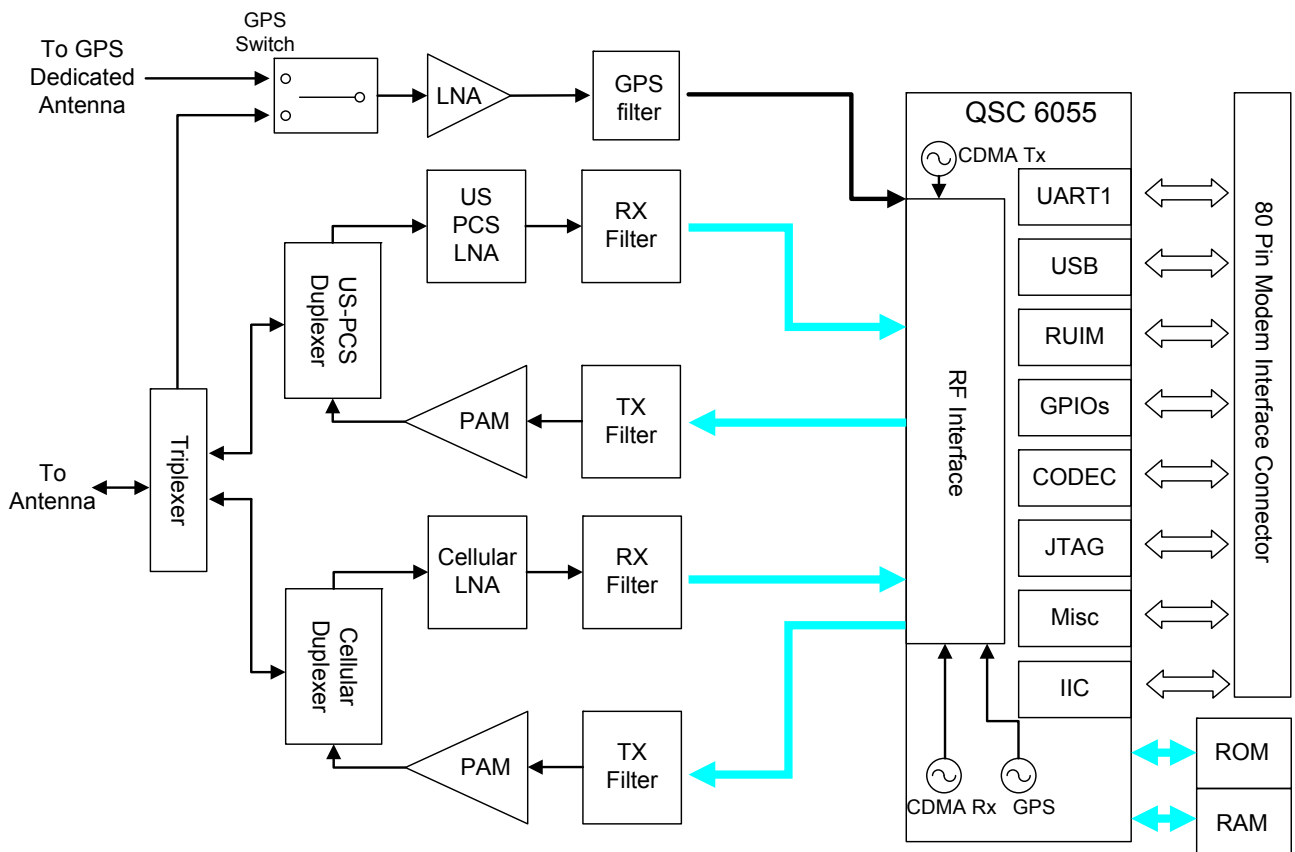 GPS
Switch
To GPS
Dedicated
Antenna
LNA
GPS
filter
QSC 6055
CDMA Tx
US
PCS
LNA
RX
Filter
UART1
USB
RUIM
GPIOs
CODEC
JTAG
Misc
IIC
80 Pin Modem Interface Connector
US-PCS
Duplexer
PAM
TX
Filter
RF Interface
Triplexer
To
Antenna
Cellular
LNA
RX
Filter
Cellular
Duplexer
PAM
TX
Filter
CDMA Rx
GPS
ROM
RAM